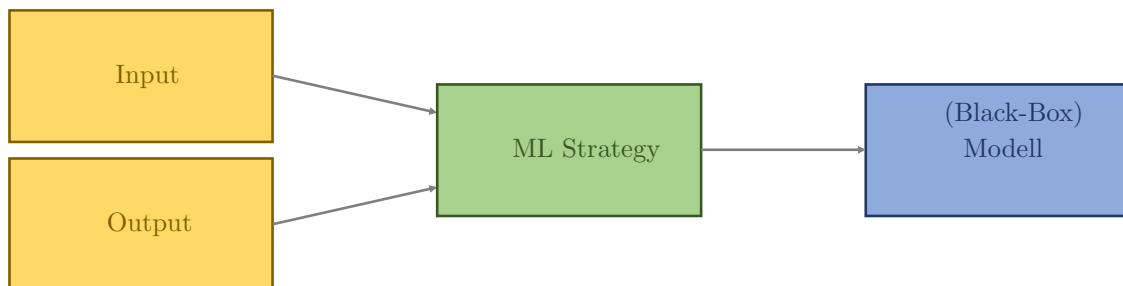 Input
Output
ML Strategy
(Black-Box)
Modell